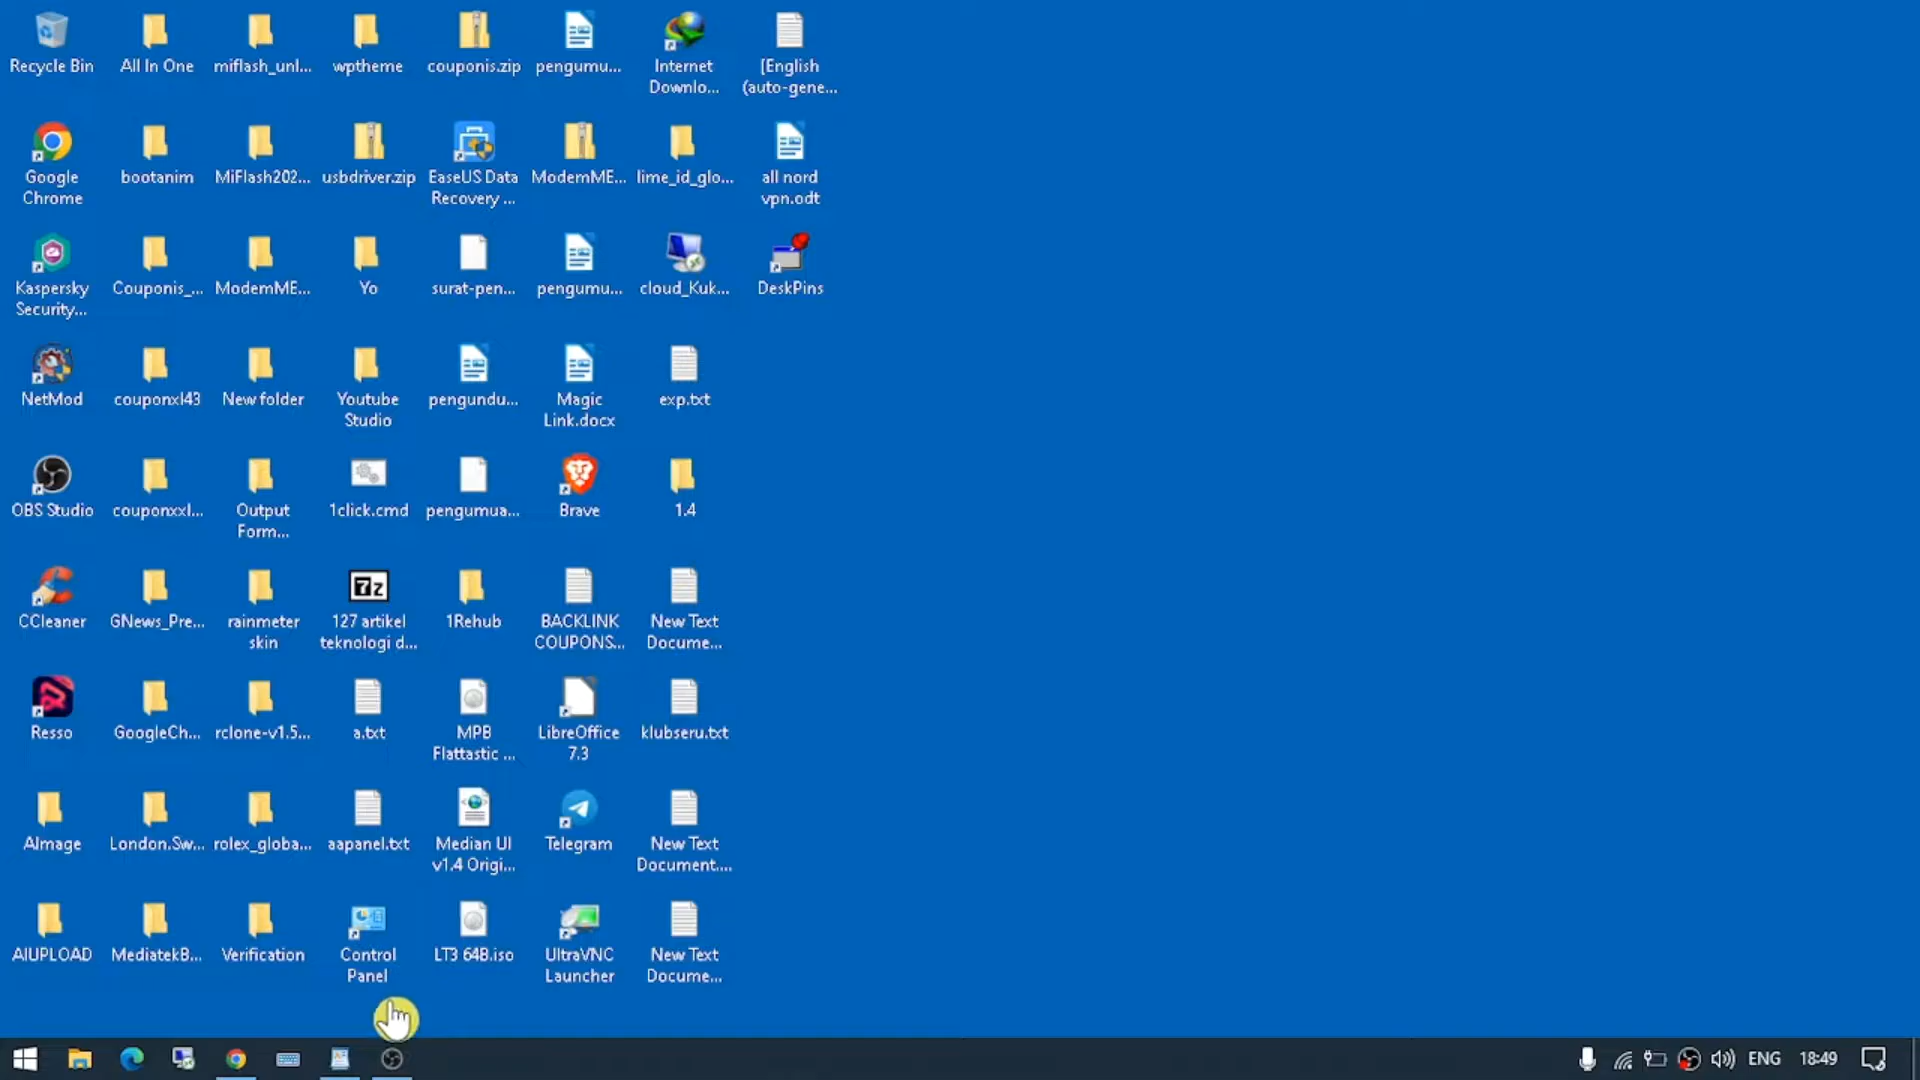 Recycle Bin
All In One
miflash_unl...
wptheme
couponis.zip
pengumu...
Internet
Downlo...
[English
(auto-gene...
Google
Chrome
bootanim
MiFlash202...
usbdriver.zip
EaseUS Data
Recovery ...
ModemME...
lime_id_glo...
all nord
vpn.odt
Kaspersky
Security...
Couponis_...
ModemME...
Yo
surat-pen...
pengumu...
cloud_Kuk...
DeskPins
NetMod
couponxl43
New folder
Youtube
Studio
pengundu...
Magic
Link.docx
exp.txt
OBS Studio
couponxxl...
Output
Form...
1click.cmd
pengumua...
Brave
1.4
CCleaner
GNews_Pre...
rainmeter
skin
7z
127 artikel
teknologi d...
1Rehub
BACKLINK
COUPONS...
New Text
Docume...
Resso
GoogleCh...
rclone-v1.5...
a.txt
MPB
Flattastic ...
LibreOffice
7.3
klubseru.txt
AImage
London.Sw...
rolex_globa...
aapanel.txt
Median UI
v1.4 Origi...
Telegram
New Text
Document....
AIUPLOAD
MediatekB...
Verification
Control
Panel
LT3 64B.iso
UltraVNC
Launcher
New Text
Docume...
ENG
18:49